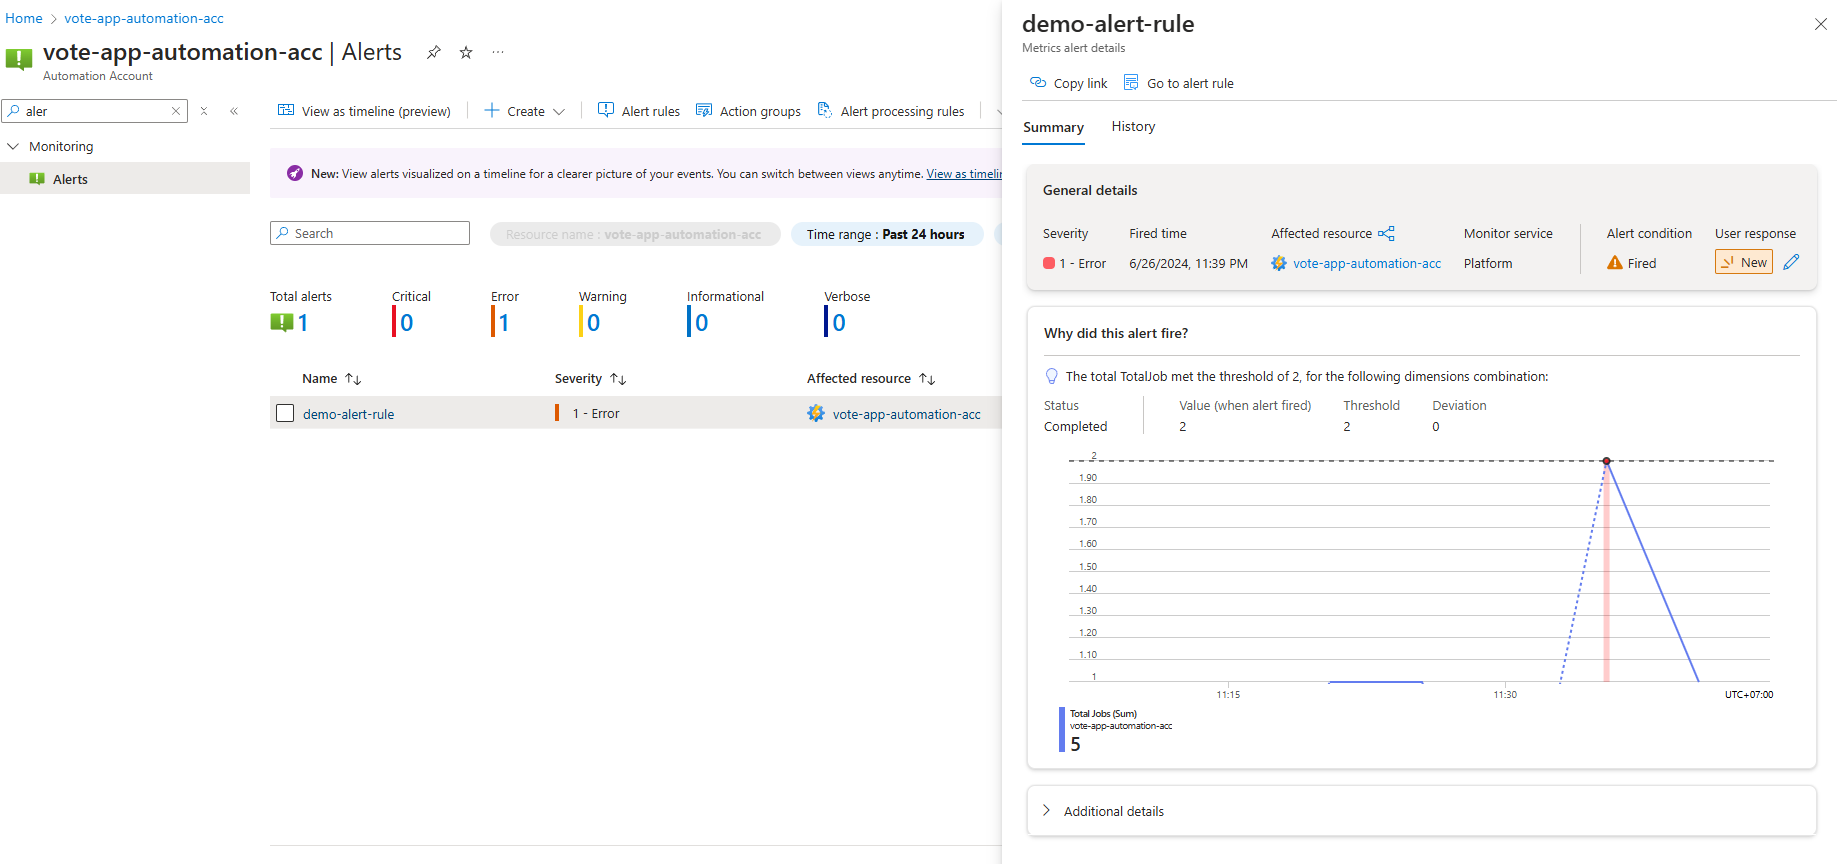 Home > vote-app-automation-acc
vote-app-automation-acc | Alerts
Automation Account
aler
Monitoring
Alerts
View as timeline (preview)
Create
Alert rules
Action groups
Alert processing rules
New: View alerts visualized on a timeline for a clearer picture of your events. You can switch between views anytime. View as timelin
Search
Resource name : vote-app-automation-acc
Time range : Past 24 hours
Total alerts
1
Critical
0
Error
1
Warning
0
Informational
0
Verbose
0
Name
Severity
Affected resource
demo-alert-rule
1 - Error
vote-app-automation-acc
demo-alert-rule
Metrics alert details
Copy link
Go to alert rule
Summary
History
General details
Severity
1 - Error
Fired time
6/26/2024, 11:39 PM
Affected resource
vote-app-automation-acc
Monitor service
Platform
Alert condition
Fired
User response
New
Why did this alert fire?
The total TotalJob met the threshold of 2, for the following dimensions combination:
Status
Completed
Value (when alert fired)
2
Threshold
2
Deviation
0
2
1.90
1.80
1.70
1.60
1.50
1.40
1.30
1.20
1.10
1
11:15
11:30
UTC+07:00
Total Jobs (Sum)
vote-app-automation-acc
5
Additional details